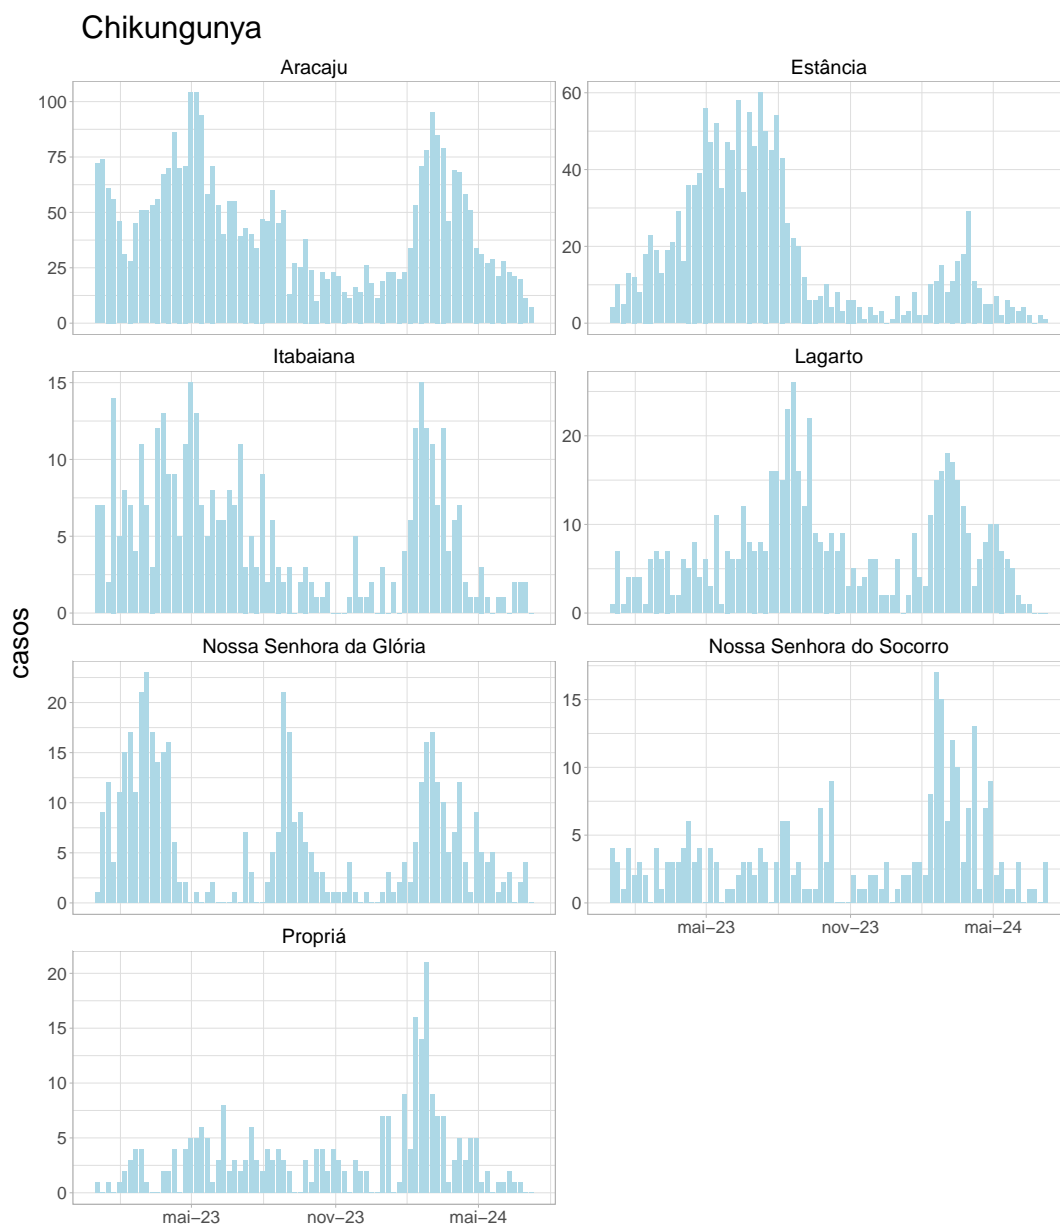 Chikungunya
Aracaju
Estância
100
75
50
25
0
60
40
20
0
Itabaiana
Lagarto
15
10
5
0
20
10
0
casos
Nossa Senhora da Glória
Nossa Senhora do Socorro
20
15
10
5
0
15
10
5
0
mai–23
nov–23
mai–24
Propriá
20
15
10
5
0
mai–23
nov–23
mai–24